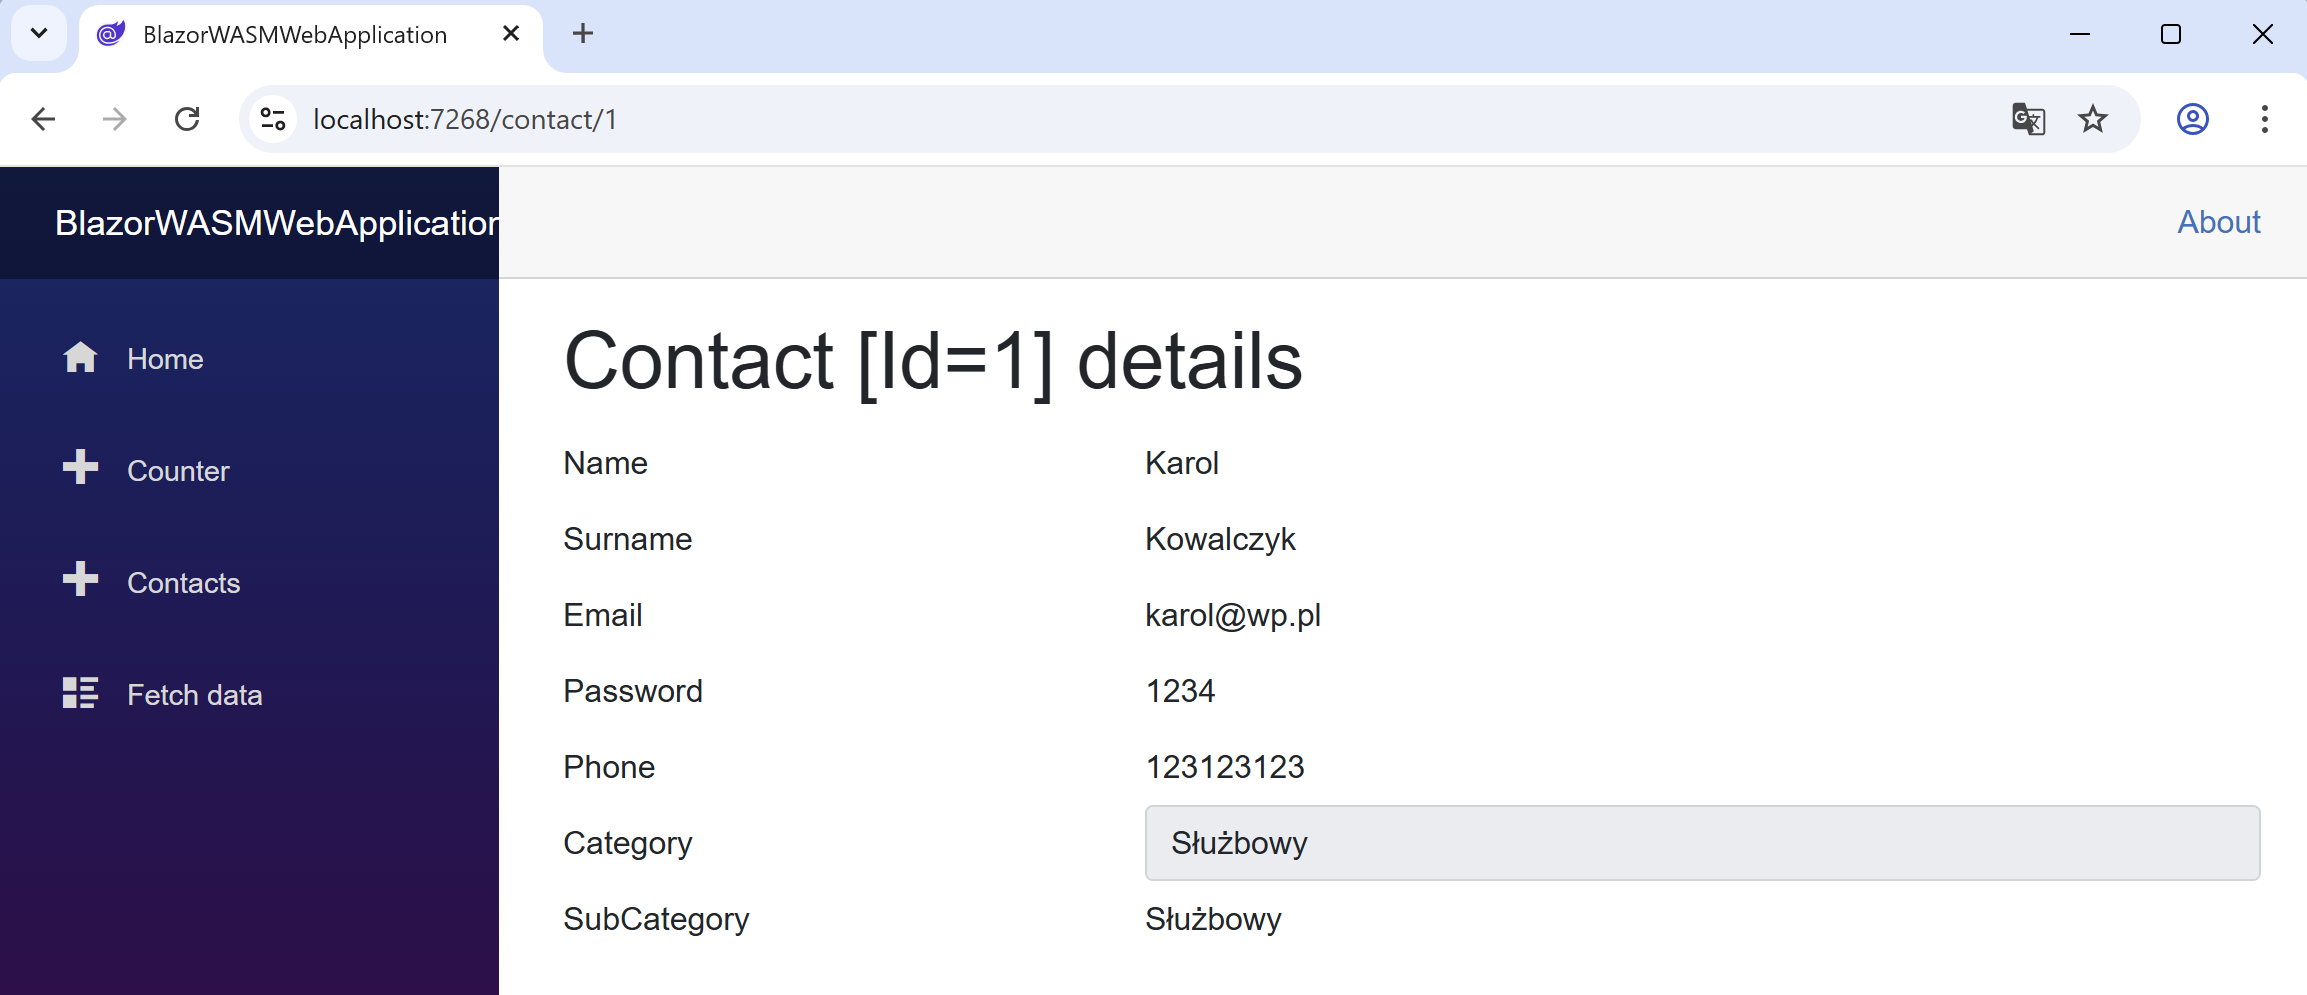 BlazorWASMWebApplication
localhost:7268/contact/1
BlazorWASMWebApplication
About
Home
Counter
Contacts
Fetch data
Contact [Id=1] details
Name Karol
Surname Kowalczyk
Email karol@wp.pl
Password 1234
Phone 123123123
Category Służbowy
SubCategory Służbowy